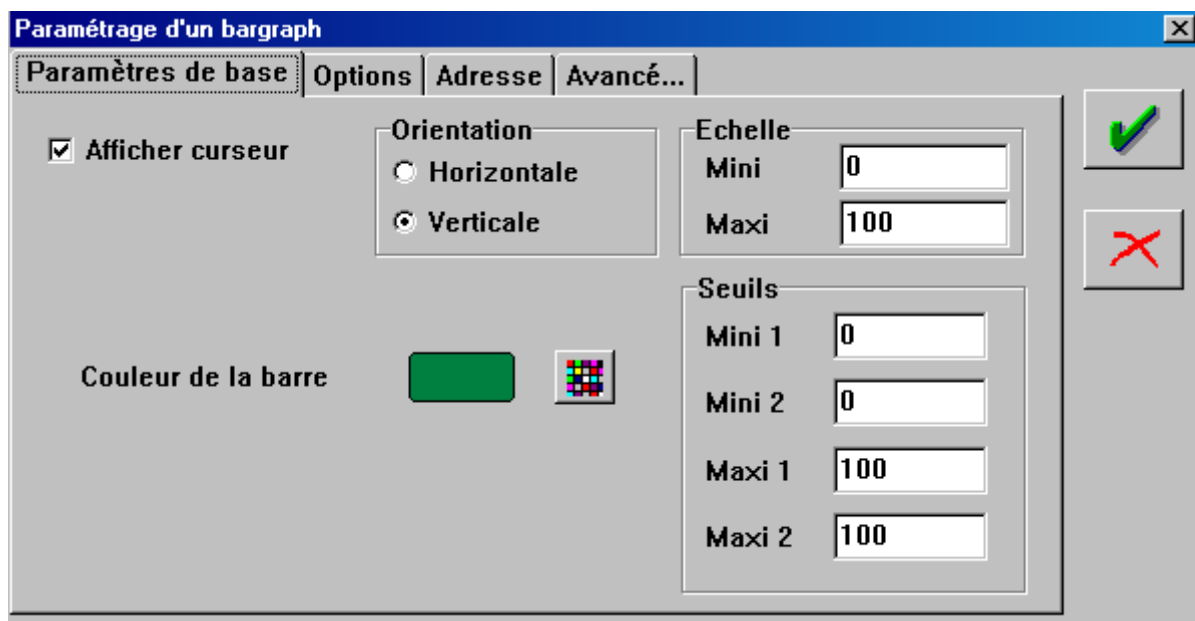 Paramétrage d'un bargraph
Paramètres de base Options Adresse Avancé...
Afficher curseur
Orientation
Horizontale
Verticale
Echelle
Mini 0
Maxi 100
Couleur de la barre
Seuils
Mini 1 0
Mini 2 0
Maxi 1 100
Maxi 2 100